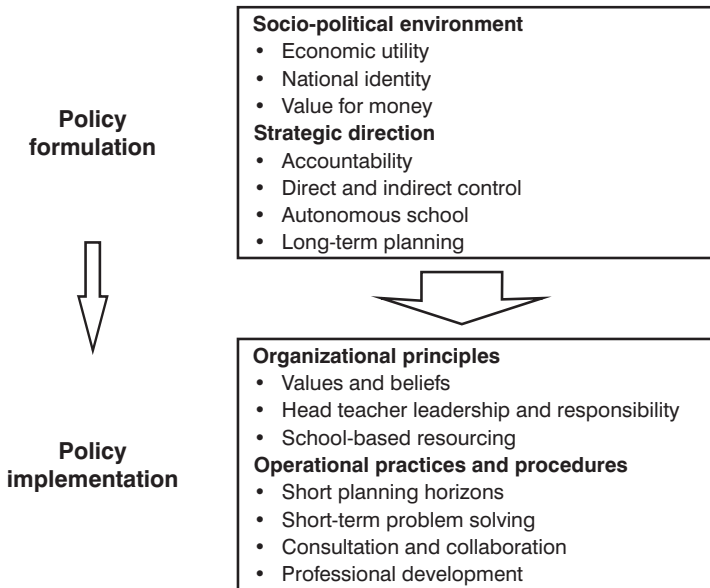 Policy
formulation
Socio-political environment
• Economic utility
• National identity
• Value for money
Strategic direction
• Accountability
• Direct and indirect control
• Autonomous school
• Long-term planning
Policy
implementation
Organizational principles
• Values and beliefs
• Head teacher leadership and responsibility
• School-based resourcing
Operational practices and procedures
• Short planning horizons
• Short-term problem solving
• Consultation and collaboration
• Professional development